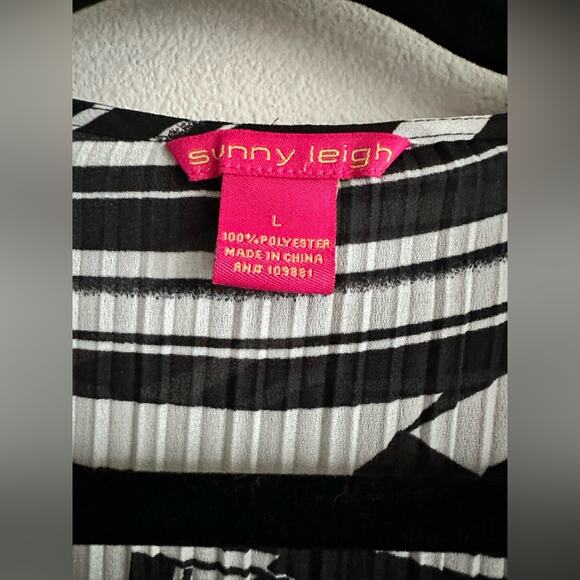 sunny leigh
L
100% POLYESTER
MADE IN CHINA
RN# 109881